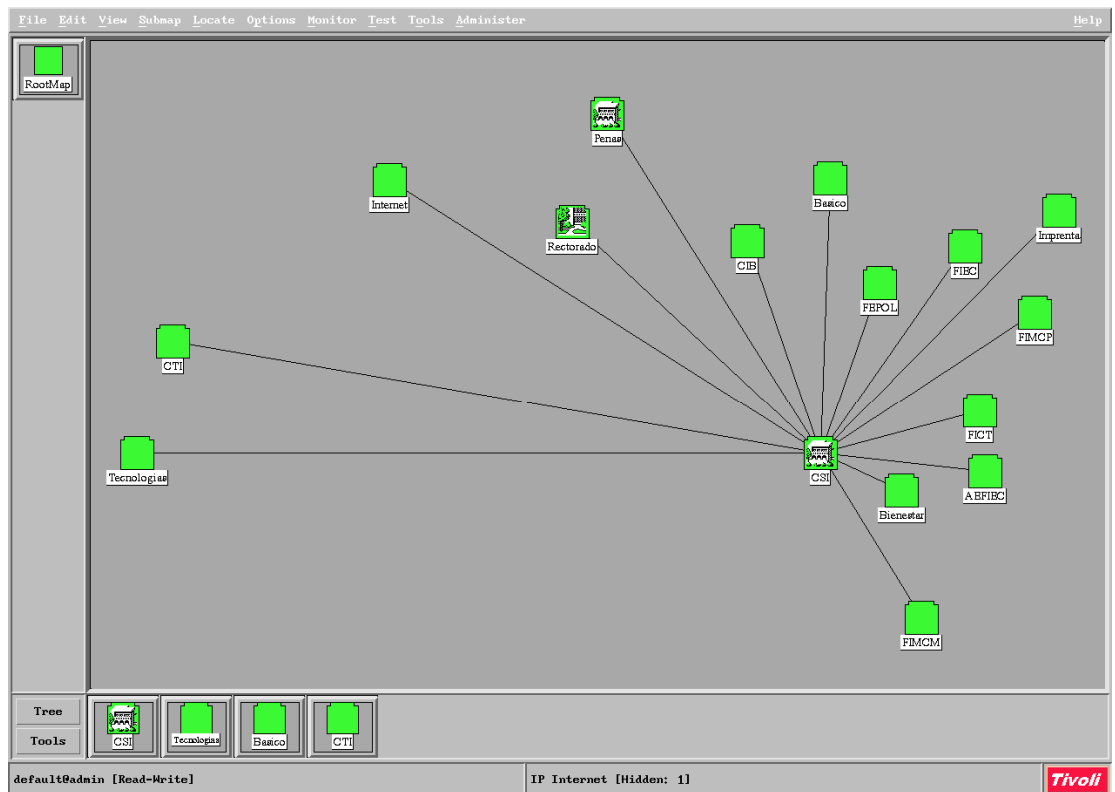 File Edit View Submap Locate Options Monitor Test Tools Administer Help
RootMap
Penas
Internet
Basico
Rectorado
Imprenta
CIB
FIEC
FEPOL
FIMCP
CTI
FICT
Tecnologias
CSI
AEFIEC
Bienestar
FIMCM
Tree
Tools
CSI
Tecnologias
Basico
CTI
default@admin [Read-Write]
IP Internet [Hidden: 1]
Tivoli